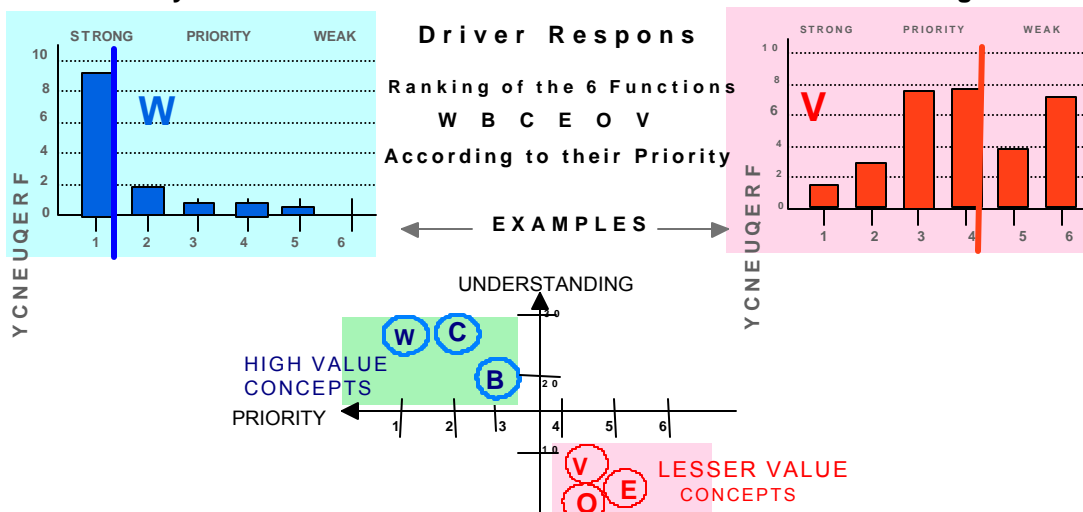 STRONG PRIORITY WEAK
10
8
6
4
2
0
W
1 2 3 4 5 6
YCNEUQERF
Driver Respons
Ranking of the 6 Functions
W B C E O V
According to their Priority
EXAMPLES
STRONG PRIORITY WEAK
10
8
6
4
2
0
V
1 2 3 4 5 6
YCNEUQERF
UNDERSTANDING
30
W C
B
HIGH VALUE
CONCEPTS
20
PRIORITY
1 2 3 4 5 6
10
V
E
O
LESSER VALUE
CONCEPTS